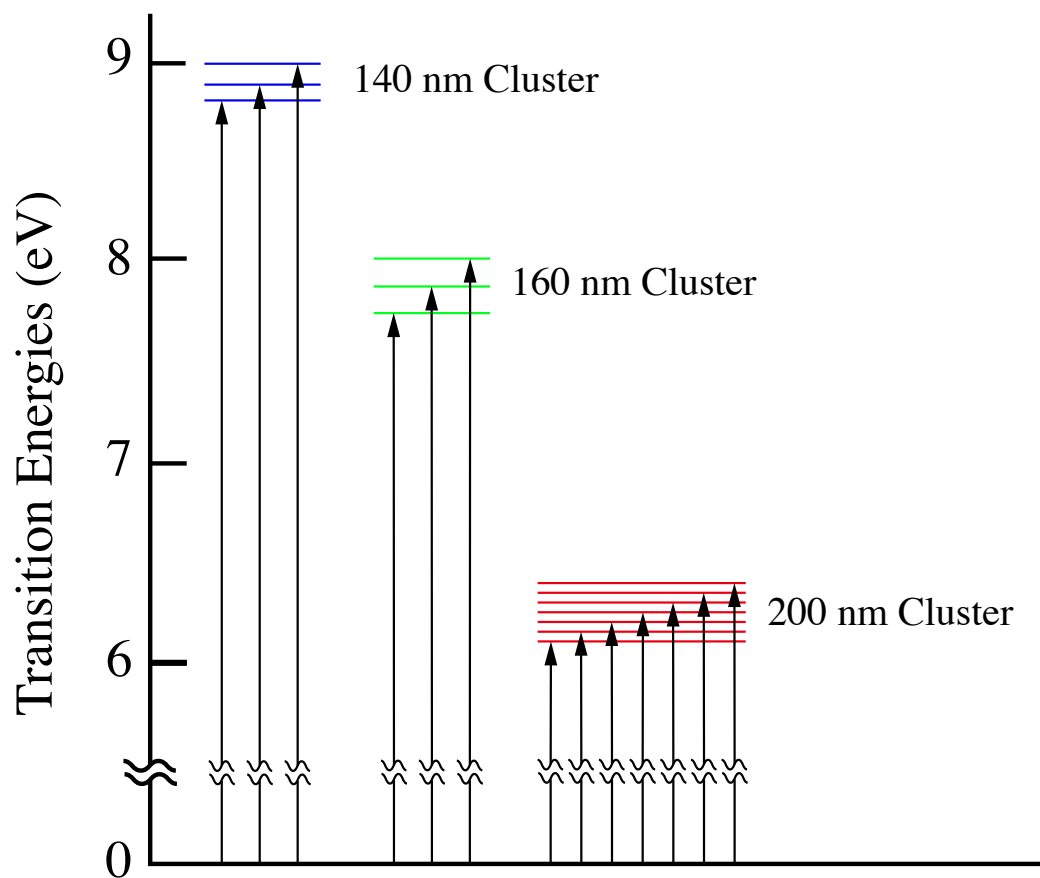 Transition Energies (eV)
9
140 nm Cluster
8
160 nm Cluster
7
200 nm Cluster
6
0